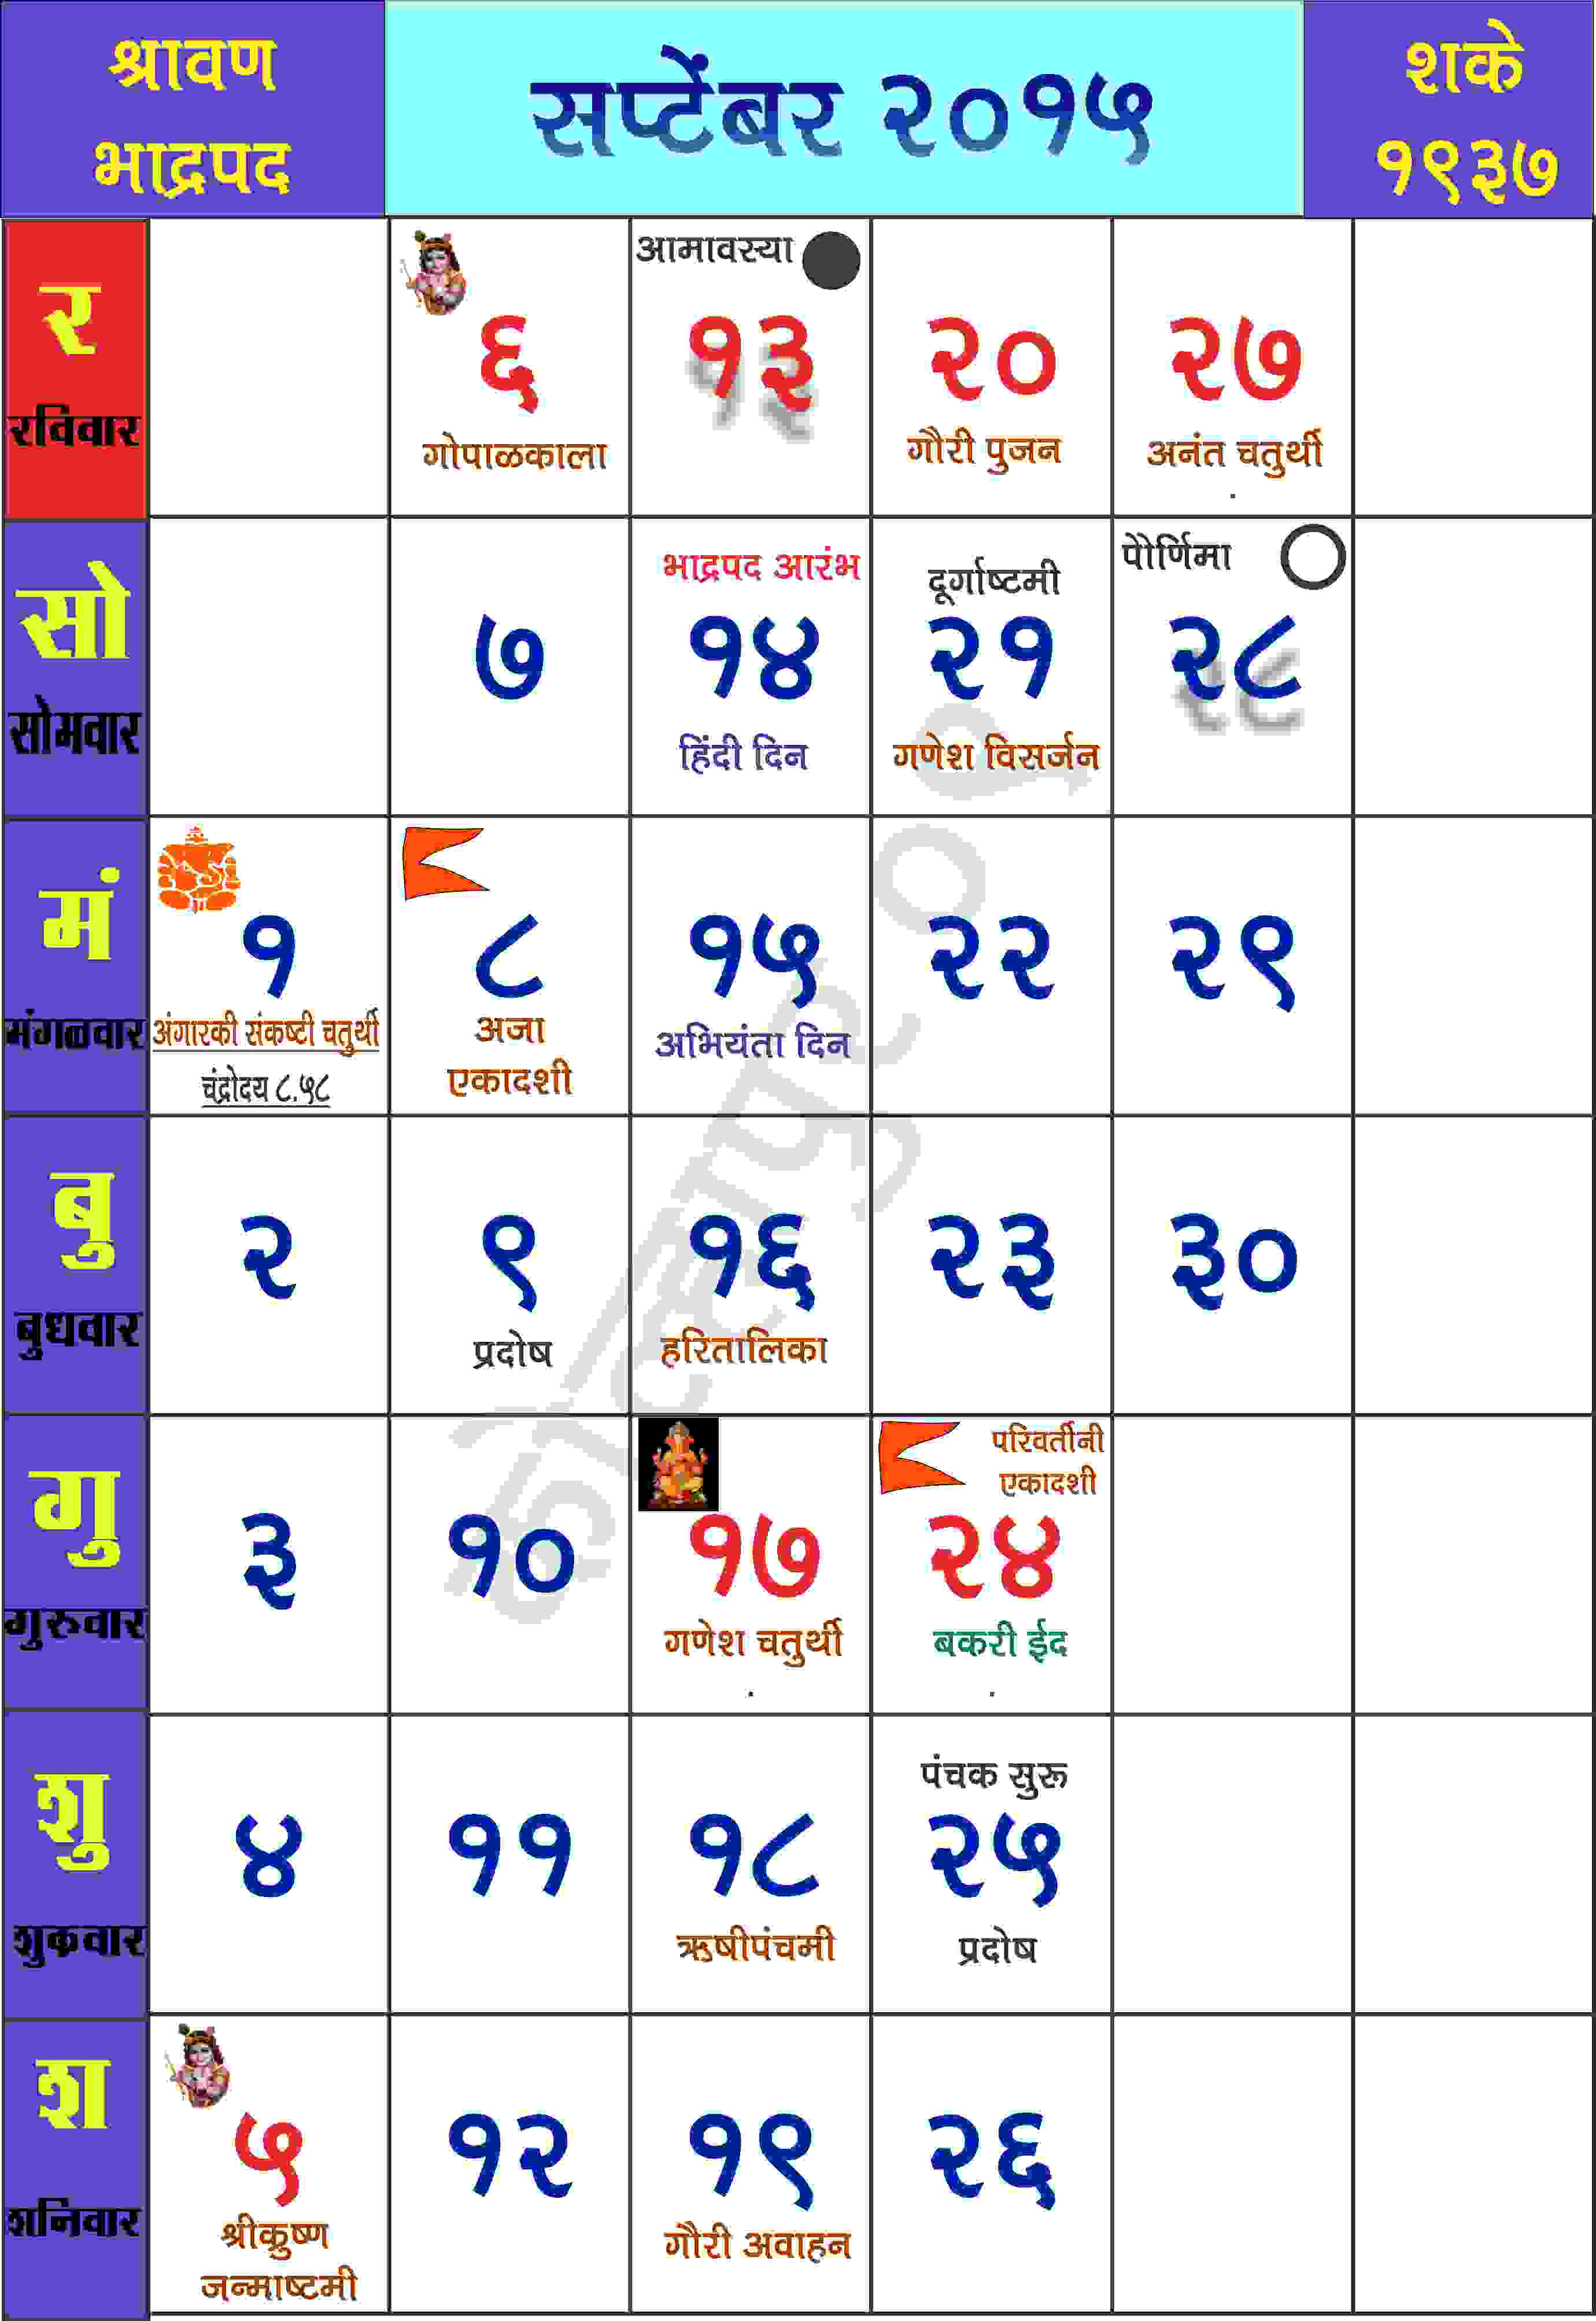 श्रावण
भाद्रपद
सप्टेंबर २०१५
शके
१९३७
र
रविवार
६
गोपाळकाला
आमावस्या
१३
२०
गौरी पुजन
२७
अनंत चतुर्थी
सो
सोमवार
७
भाद्रपद आरंभ
१४
हिंदी दिन
दूर्गाष्टमी
२१
गणेश विसर्जन
पौर्णिमा
२८
मं
मंगळवार
१
अंगारकी संकष्टी चतुर्थी
चंद्रोदय ८.५८
८
अजा
एकादशी
१५
अभियंता दिन
२२
२९
बु
बुधवार
२
९
प्रदोष
१६
हरितालिका
२३
३०
गु
गुरुवार
३
१०
१७
गणेश चतुर्थी
परिवर्तीनी
एकादशी
२४
बकरी ईद
शु
शुक्रवार
४
११
१८
ऋषीपंचमी
पंचक सुरू
२५
प्रदोष
श
शनिवार
५
श्रीक्रुष्ण
जन्माष्टमी
१२
१९
गौरी अवाहन
२६